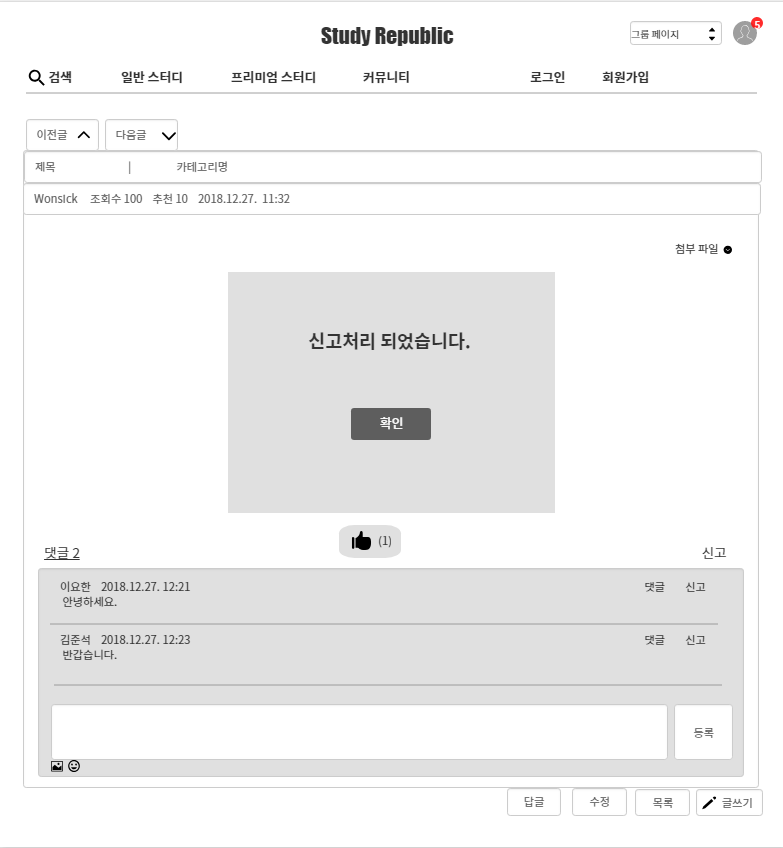 Study Republic
그룹 페이지
5
검색 일반 스터디 프리미엄 스터디 커뮤니티 로그인 회원가입
이전글 다음글
제목 | 카테고리명
Wonsick 조회수 100 추천 10 2018.12.27. 11:32
첨부 파일
신고처리 되었습니다.
확인
(1)
댓글 2 신고
이요한 2018.12.27. 12:21 댓글 신고
안녕하세요.
김준석 2018.12.27. 12:23 댓글 신고
반갑습니다.
등록
답글 수정 목록 글쓰기